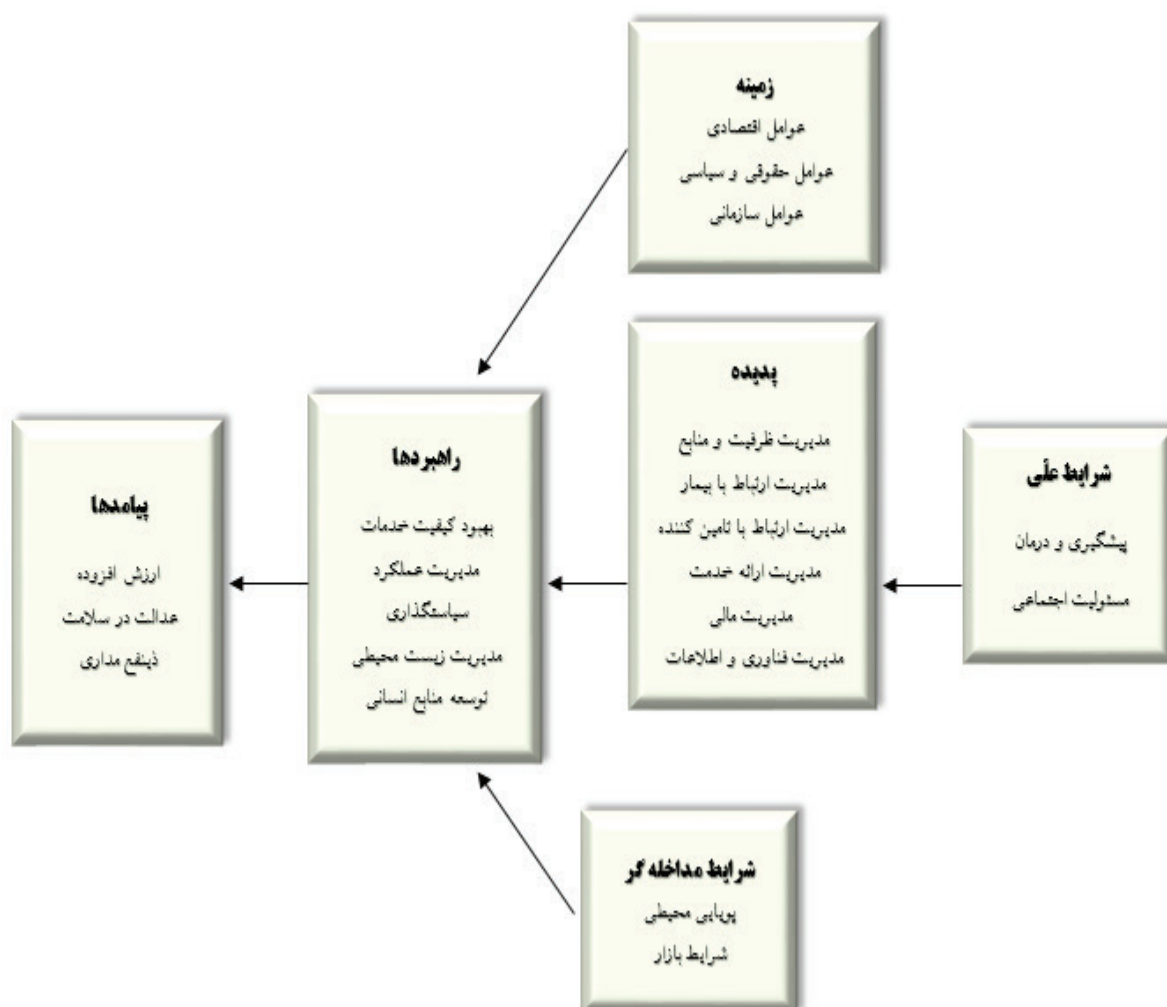 زمینه
عوامل اقتصادی
عوامل حقوقی و سیاسی
عوامل سازمانی
شرایط علّی
پیشگیری و درمان
مسئولیت اجتماعی
پدیده
مدیریت ظرفیت و منابع
مدیریت ارتباط با بیمار
مدیریت ارتباط با تامین کننده
مدیریت ارائه خدمت
مدیریت مالی
مدیریت فناوری و اطلاعات
راهبردها
بهبود کیفیت خدمات
مدیریت عملکرد
سیاستگذاری
مدیریت زیست محیطی
توسعه منابع انسانی
پیامدها
ارزش افزوده
عدالت در سلامت
ذینفع مداری
شرایط مداخله گر
پویایی محیطی
شرایط بازار